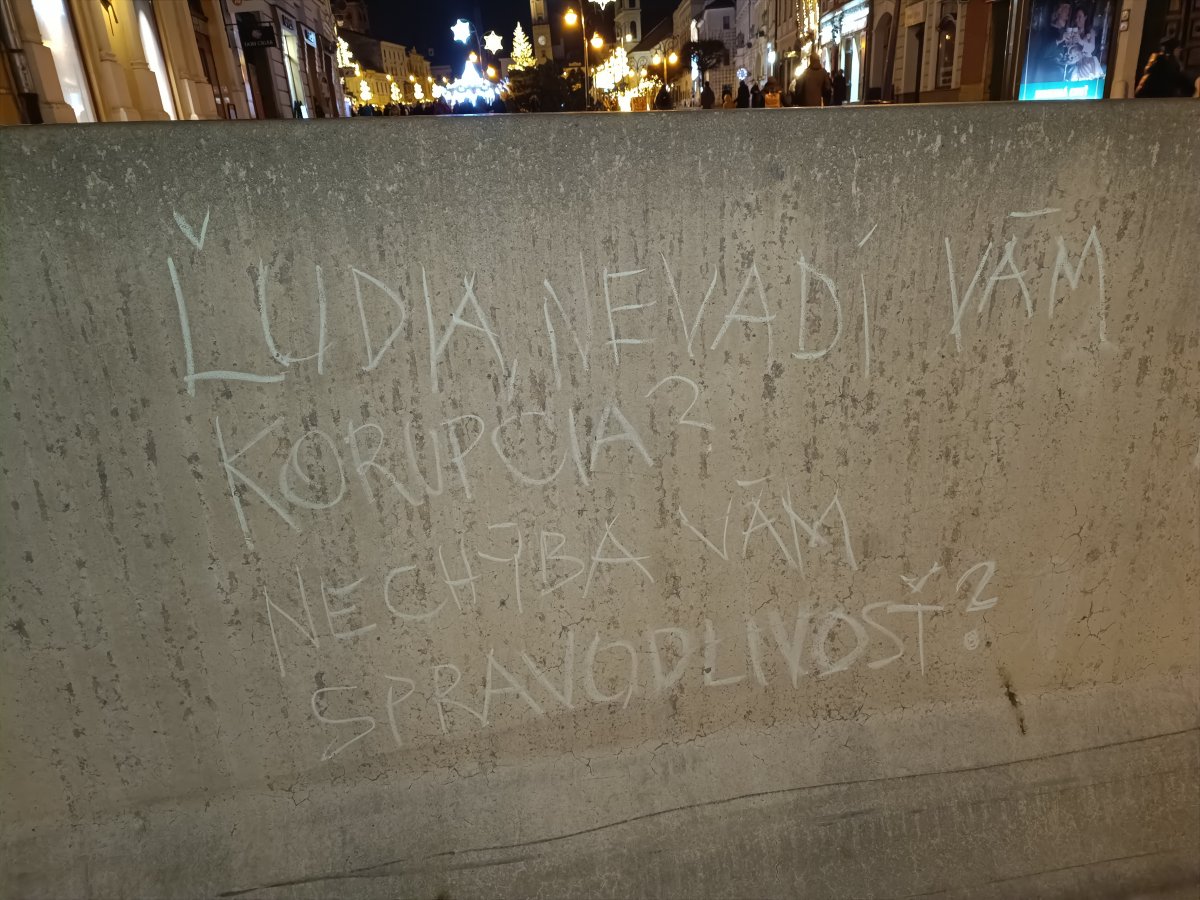 ĽUDIA, NEVADÍ VÁM
KORUPCIA?
NECHÝBA VÁM
SPRAVODLIVOSŤ?